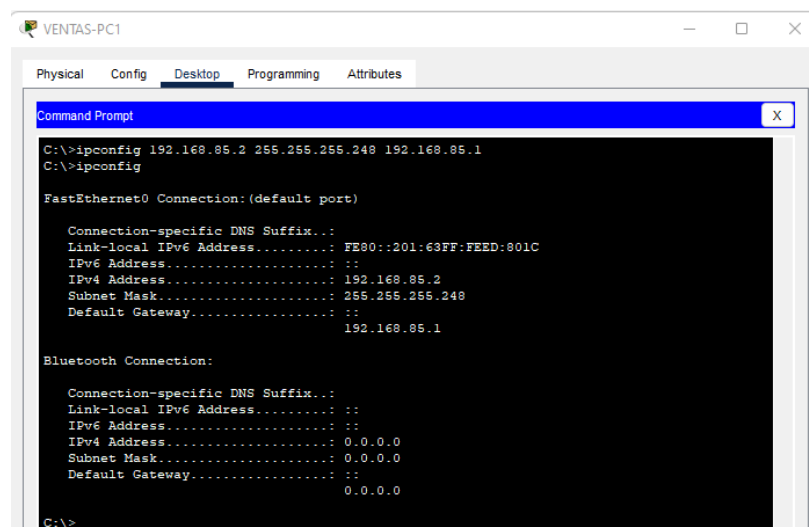 VENTAS-PC1
Physical Config Desktop Programming Attributes
Command Prompt X
C:\>ipconfig 192.168.85.2 255.255.255.248 192.168.85.1
C:\>ipconfig
FastEthernet0 Connection:(default port)
Connection-specific DNS Suffix..:
Link-local IPv6 Address.........: FE80::201:63FF:FEED:801C
IPv6 Address....................: ::
IPv4 Address....................: 192.168.85.2
Subnet Mask.....................: 255.255.255.248
Default Gateway.................: ::
192.168.85.1
Bluetooth Connection:
Connection-specific DNS Suffix..:
Link-local IPv6 Address.........: ::
IPv6 Address....................: ::
IPv4 Address....................: 0.0.0.0
Subnet Mask.....................: 0.0.0.0
Default Gateway.................: ::
0.0.0.0
C:\>